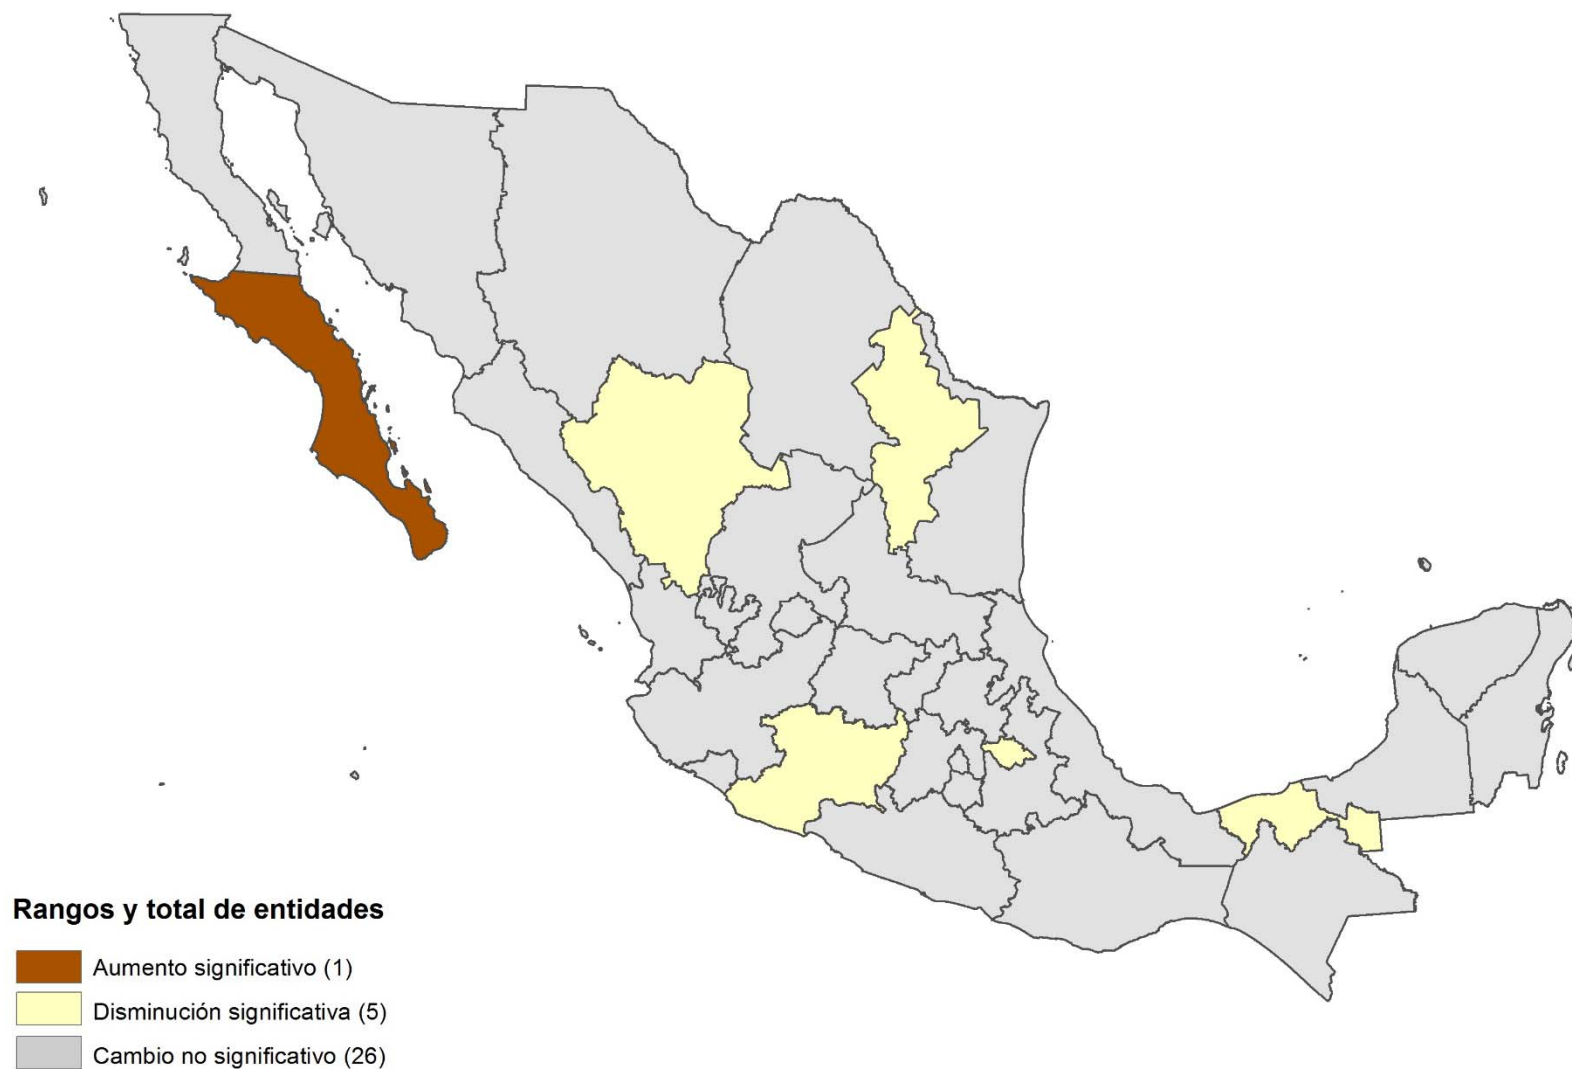 Rangos y total de entidades
Aumento significativo (1)
Disminución significativa (5)
Cambio no significativo (26)